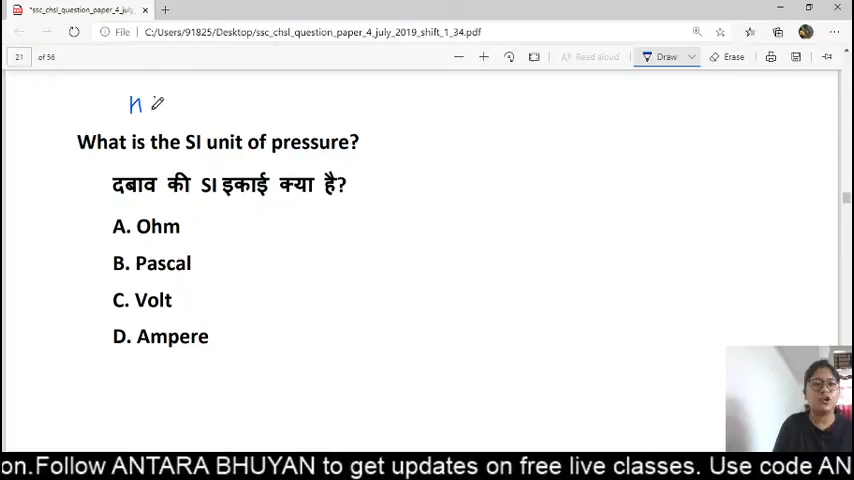 *ssc_chsl_question_paper_4_july_
File C:/Users/91825/Desktop/ssc_chsl_question_paper_4_july_2019_shift_1_34.pdf
21 of 56
Read aloud
Draw
Erase
n
What is the SI unit of pressure?
दबाव की SI इकाई क्या है?
A. Ohm
B. Pascal
C. Volt
D. Ampere
on.Follow ANTARA BHUYAN to get updates on free live classes. Use code AN